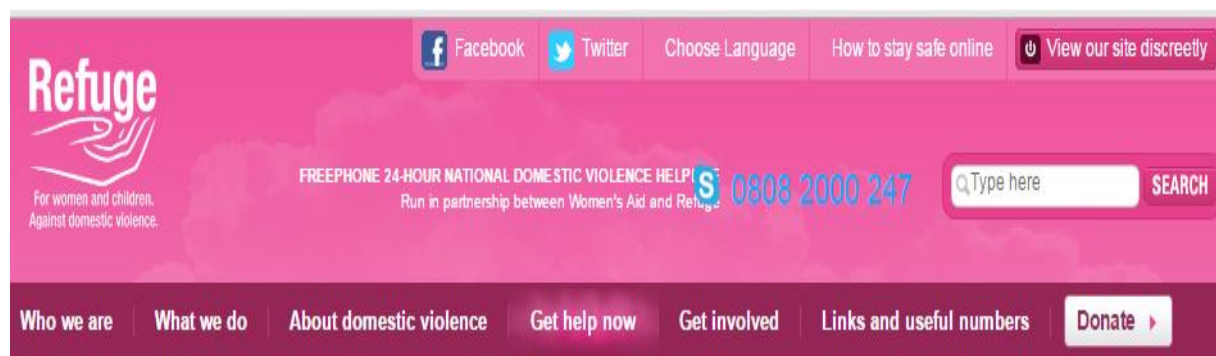 Facebook Twitter Choose Language How to stay safe online View our site discreetly
Refuge
For women and children.
Against domestic violence.
FREEPHONE 24-HOUR NATIONAL DOMESTIC VIOLENCE
Run in partnership between Women's Aid and Refuge
0808 2000 247
Type here SEARCH
Who we are What we do About domestic violence Get help now Get involved Links and useful numbers Donate